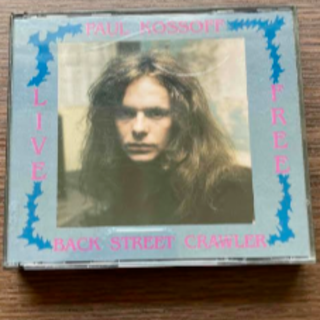 PAUL KOSSOFF
LIVE
FREE
BACK STREET CRAWLER